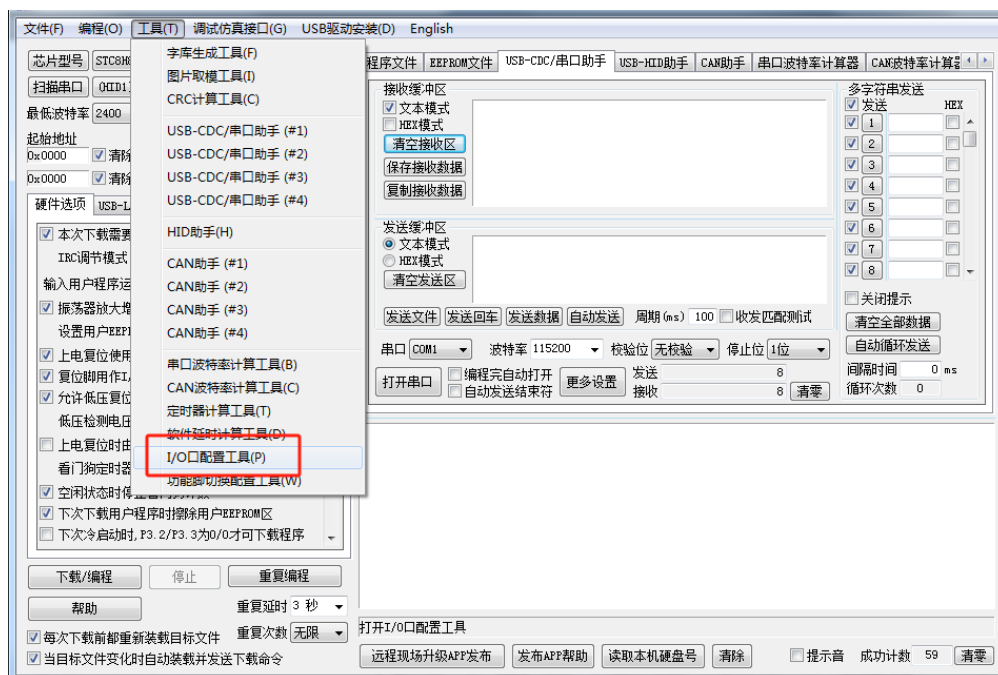 文件(F) 编程(O) 工具(T) 调试仿真接口(G) USB驱动安装(D) English
芯片型号 STC8H
扫描串口
最低波特率 2400
起始地址
0x0000 清除
0x0000 清除
硬件选项 USB-L
本次下载需要
IRC调节模式
输入用户程序运
振荡器放大增
设置用户EEPR
上电复位使用
复位脚用作I/
允许低压复位
低压检测电压
上电复位时由
看门狗定时器
空闲状态时停止看门狗计数
下次下载用户程序时擦除用户EEPROM区
下次冷启动时,P3.2/P3.3为0/0才可下载程序
下载/编程 停止 重复编程
帮助 重复延时 3 秒
每次下载前都重新装载目标文件 重复次数 无限
当目标文件变化时自动装载并发送下载命令
字库生成工具(F)
图片取模工具(I)
CRC计算工具(C)
USB-CDC/串口助手 (#1)
USB-CDC/串口助手 (#2)
USB-CDC/串口助手 (#3)
USB-CDC/串口助手 (#4)
HID助手(H)
CAN助手 (#1)
CAN助手 (#2)
CAN助手 (#3)
CAN助手 (#4)
串口波特率计算工具(B)
CAN波特率计算工具(C)
定时器计算工具(T)
软件延时计算工具(D)
I/O口配置工具(P)
功能脚切换配置工具(W)
程序文件 EEPROM文件 USB-CDC/串口助手 USB-HID助手 CAN助手 串口波特率计算器 CAN波特率计算器
接收缓冲区
文本模式
HEX模式
清空接收区
保存接收数据
复制接收数据
发送缓冲区
文本模式
HEX模式
清空发送区
发送文件 发送回车 发送数据 自动发送 周期(ms) 100 收发匹配测试
串口 COM1 波特率 115200 校验位 无校验 停止位 1位
打开串口 编程完自动打开 更多设置 发送 8
自动发送结束符 接收 8 清零
多字符串发送
发送 HEX
1
2
3
4
5
6
7
8
关闭提示
清空全部数据
自动循环发送
间隔时间 0 ms
循环次数 0
打开I/O口配置工具
远程现场升级APP发布 发布APP帮助 读取本机硬盘号 清除 提示音 成功计数 59 清零